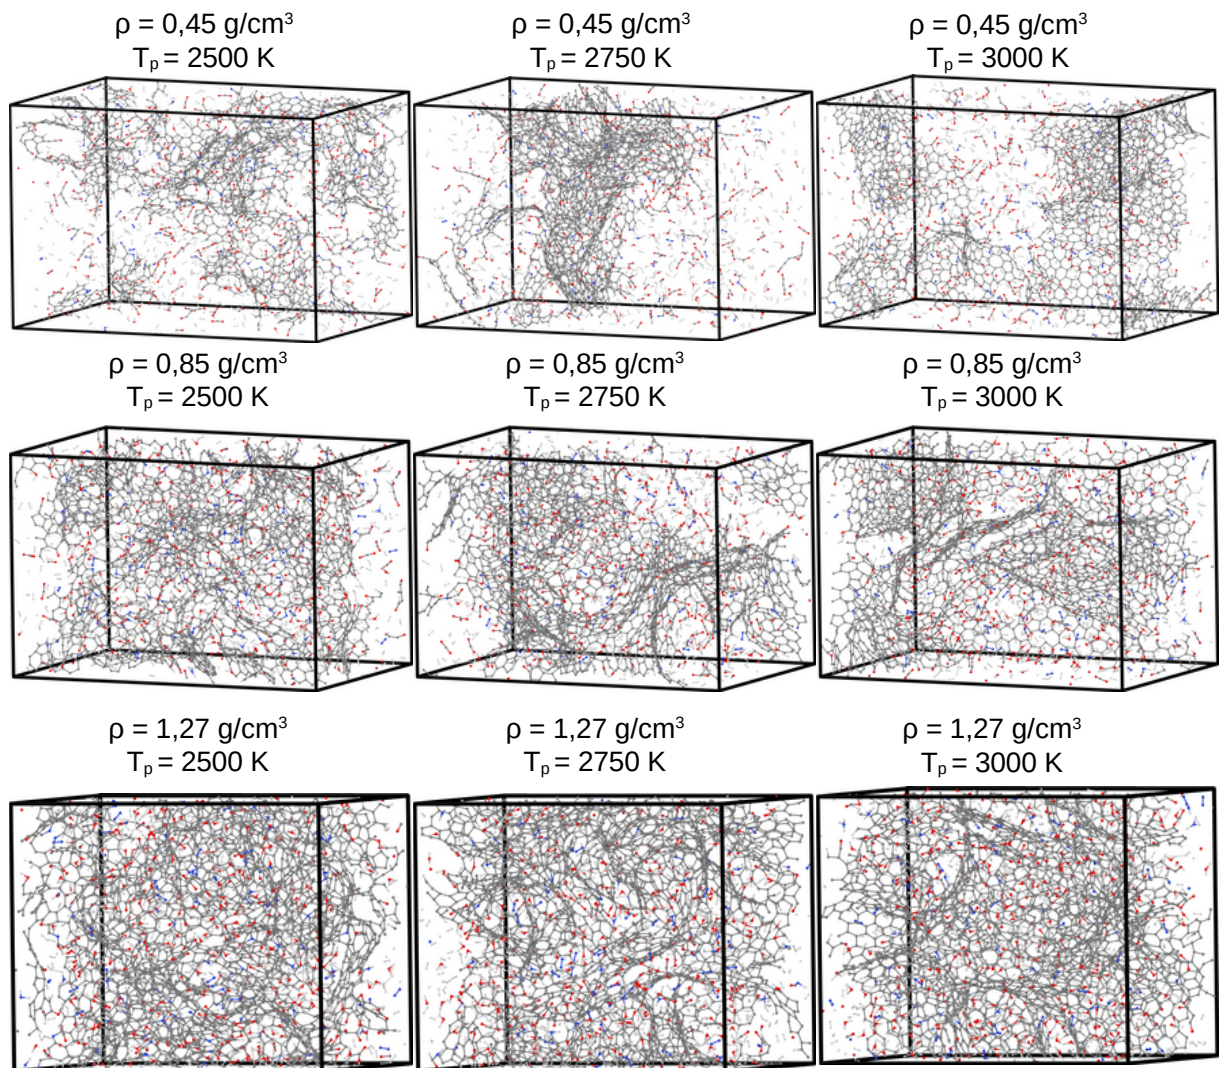 ρ = 0,45 g/cm³
Tₚ = 2500 K
ρ = 0,45 g/cm³
Tₚ = 2750 K
ρ = 0,45 g/cm³
Tₚ = 3000 K
ρ = 0,85 g/cm³
Tₚ = 2500 K
ρ = 0,85 g/cm³
Tₚ = 2750 K
ρ = 0,85 g/cm³
Tₚ = 3000 K
ρ = 1,27 g/cm³
Tₚ = 2500 K
ρ = 1,27 g/cm³
Tₚ = 2750 K
ρ = 1,27 g/cm³
Tₚ = 3000 K